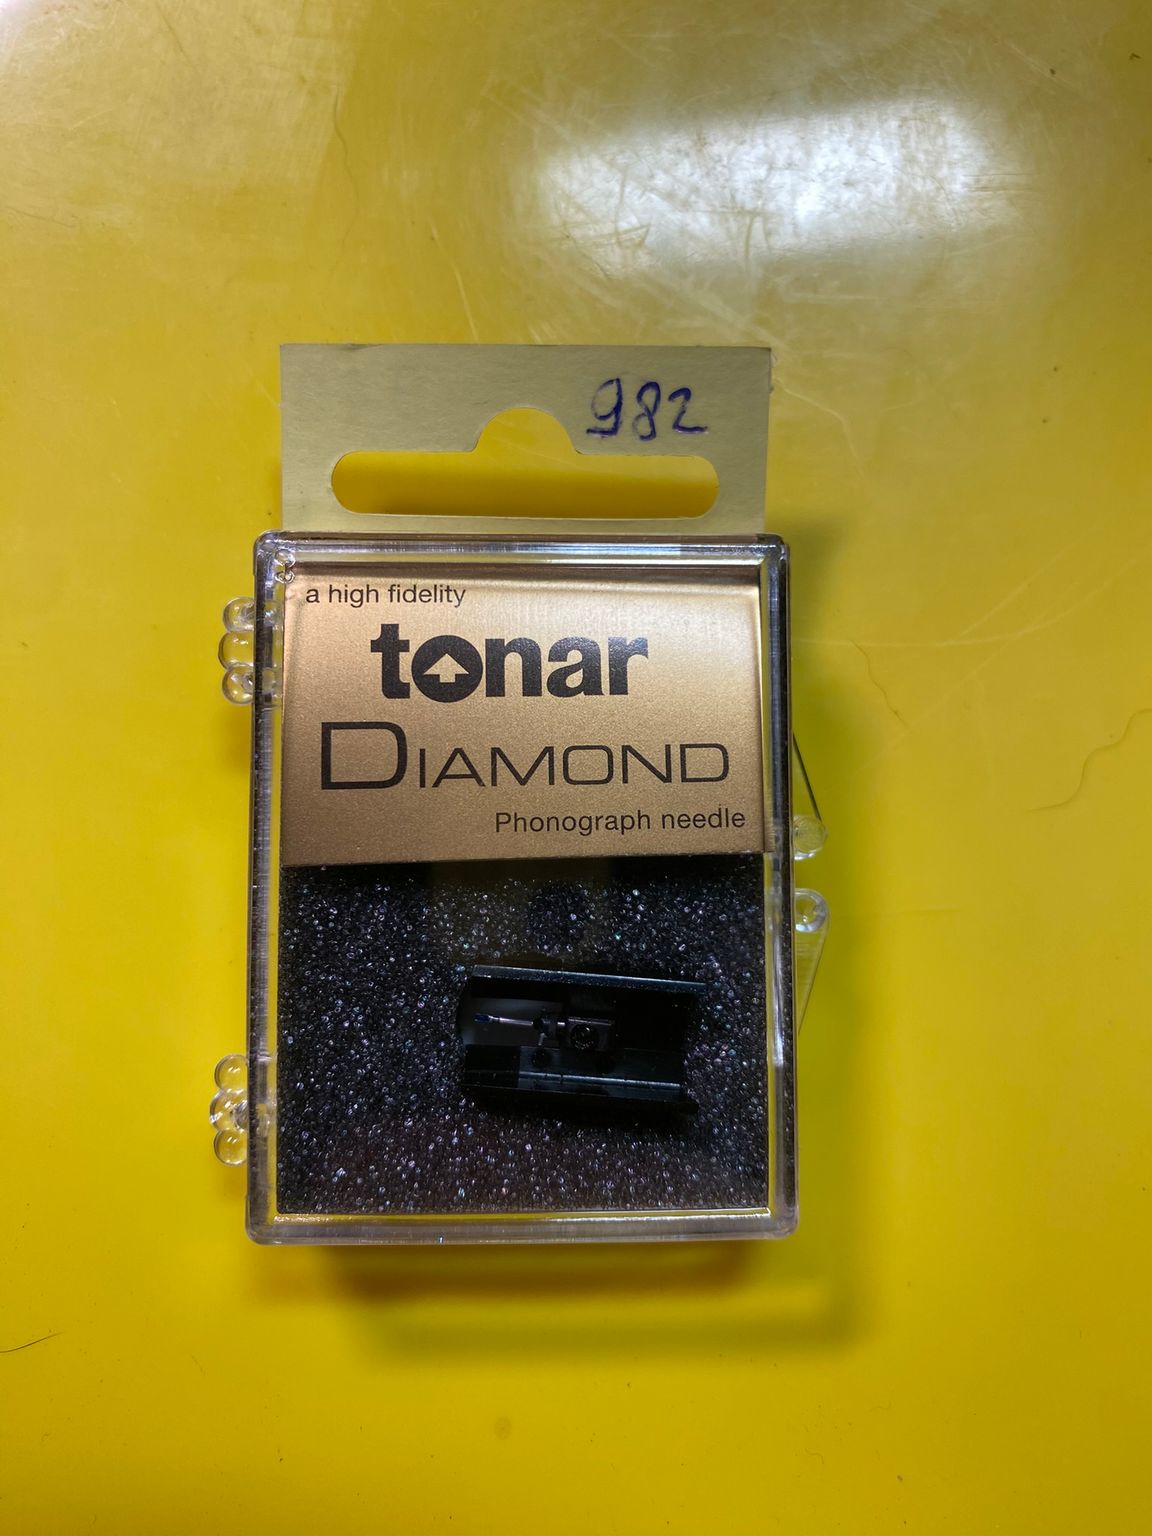 982
a high fidelity
tonar
DIAMOND
Phonograph needle